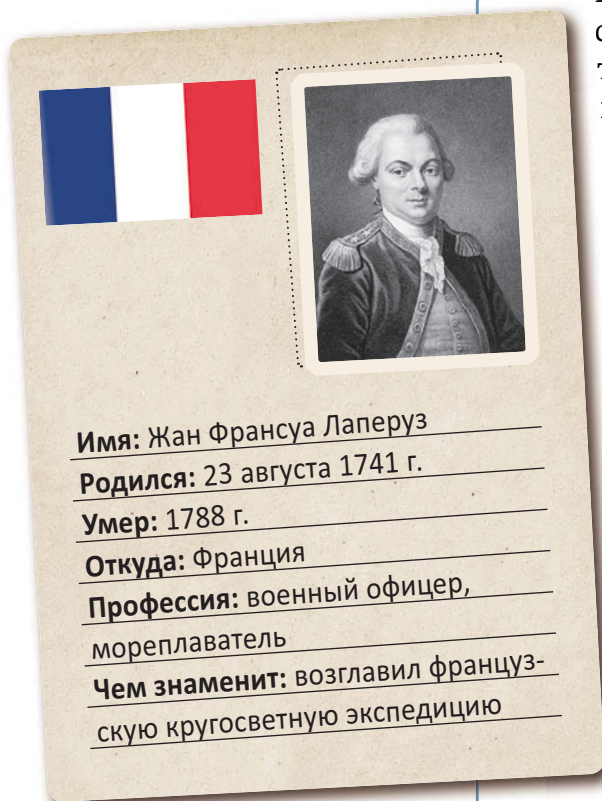 Имя: Жан Франсуа Лаперуз
Родился: 23 августа 1741 г.
Умер: 1788 г.
Откуда: Франция
Профессия: военный офицер,
мореплаватель
Чем знаменит: возглавил француз-
скую кругосветную экспедицию